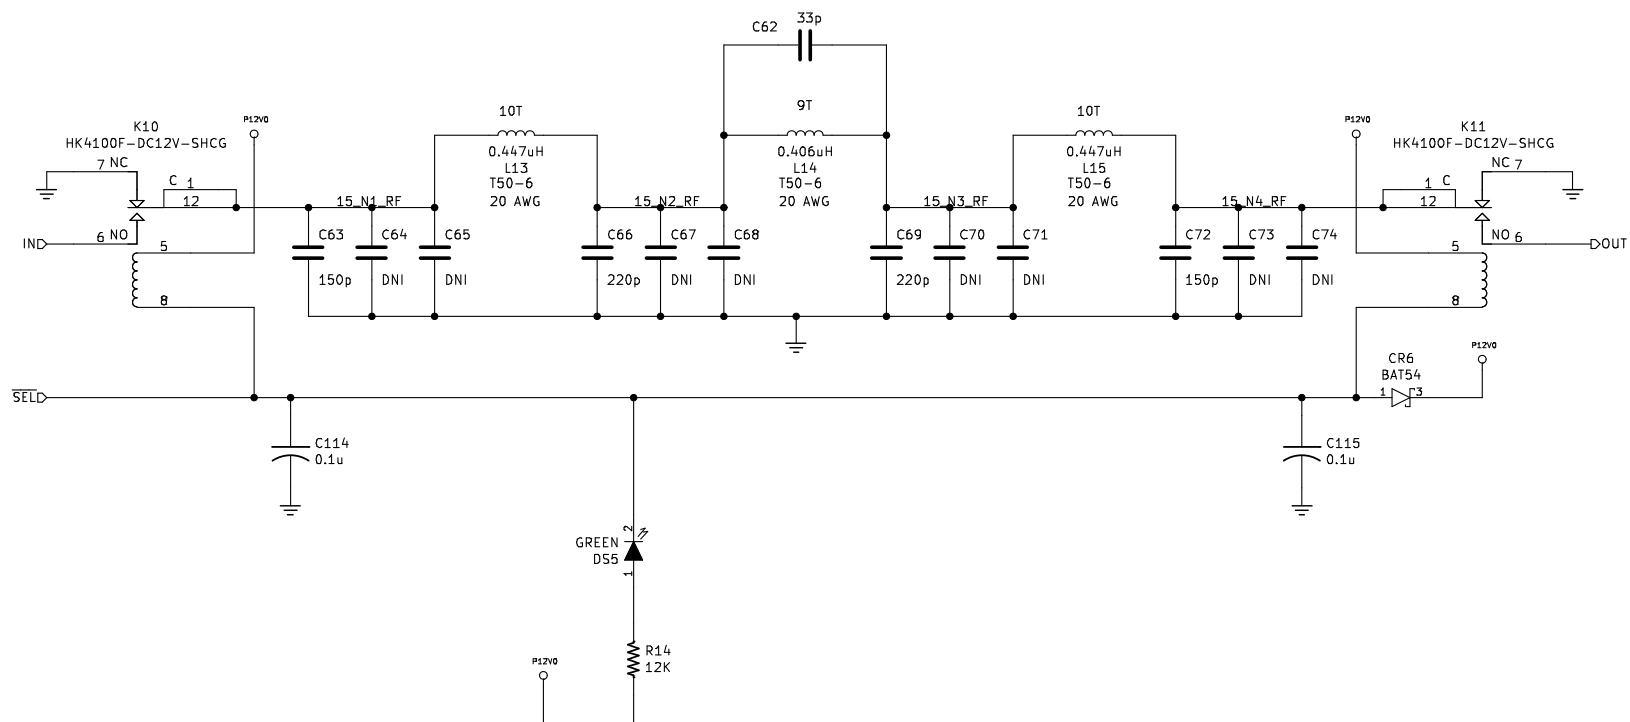 C62
33p
10T
9T
10T
K10
HK4100F-DC12V-SHCG
P12V0
P12V0
K11
HK4100F-DC12V-SHCG
0.447uH
L13
T50-6
20 AWG
0.406uH
L14
T50-6
20 AWG
0.447uH
L15
T50-6
20 AWG
7 NC
C 1
12
NC 7
1 C
12
15_N1_RF
15_N2_RF
15_N3_RF
15_N4_RF
IN
6 NO
5
8
C63
150p
C64
DNI
C65
DNI
C66
220p
C67
DNI
C68
DNI
C69
220p
C70
DNI
C71
DNI
C72
150p
C73
DNI
C74
DNI
NO 6
OUT
5
8
SEL
CR6
BAT54
1
3
P12V0
C114
0.1u
C115
0.1u
GREEN
DS5
2
1
R14
12K
P12V0